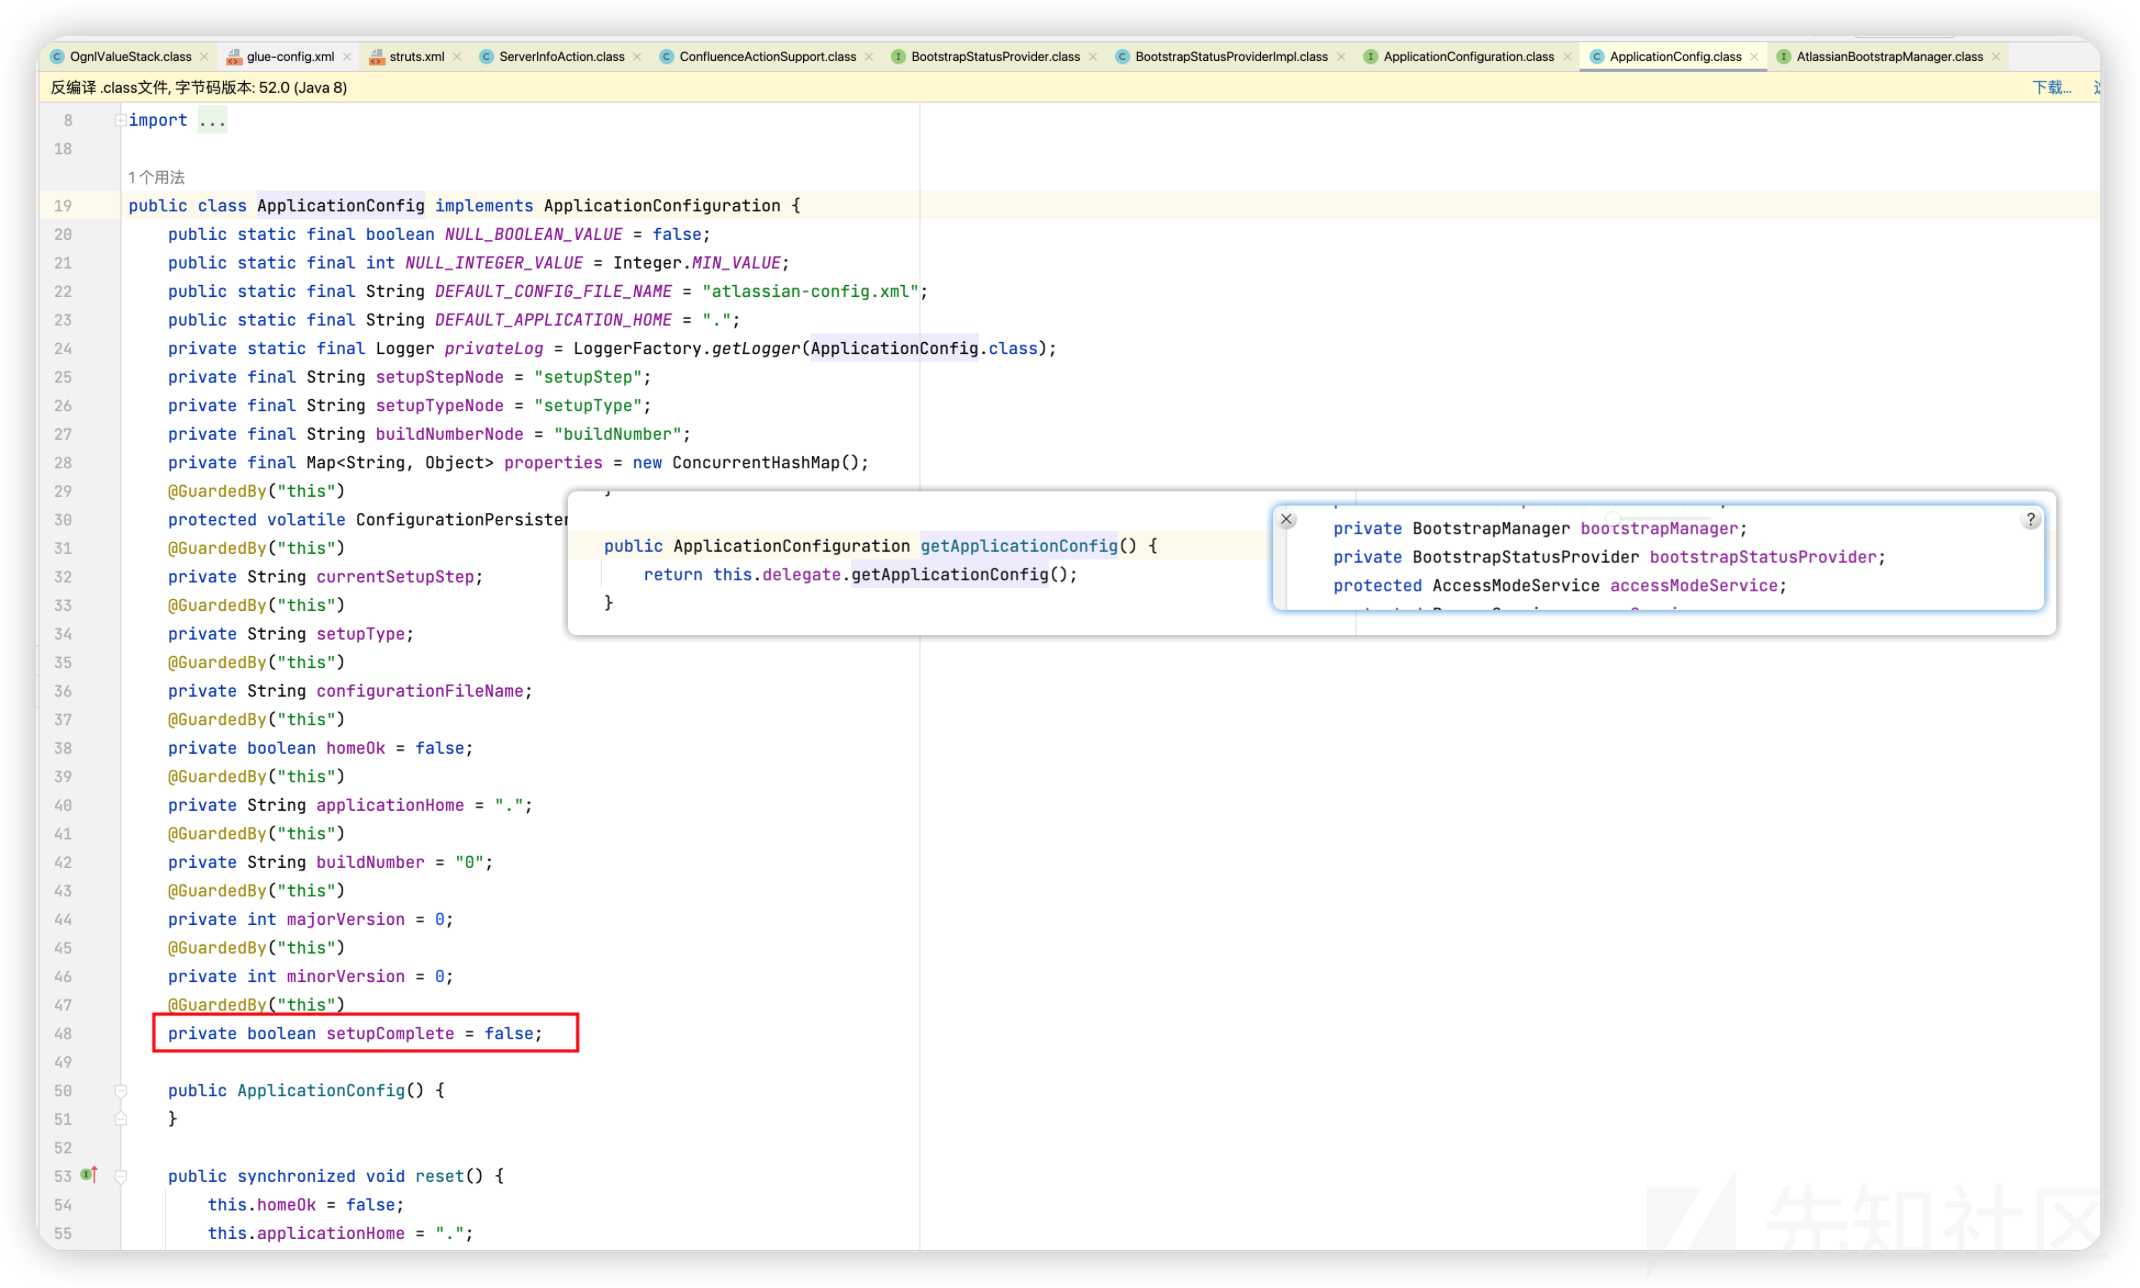 OgnlValueStack.class glue-config.xml struts.xml ServerInfoAction.class ConfluenceActionSupport.class BootstrapStatusProvider.class BootstrapStatusProviderImpl.class ApplicationConfiguration.class ApplicationConfig.class AtlassianBootstrapManager.class
反编译 .class文件, 字节码版本: 52.0 (Java 8) 下载...
8 import ...
18
1个用法
19 public class ApplicationConfig implements ApplicationConfiguration {
20 public static final boolean NULL_BOOLEAN_VALUE = false;
21 public static final int NULL_INTEGER_VALUE = Integer.MIN_VALUE;
22 public static final String DEFAULT_CONFIG_FILE_NAME = "atlassian-config.xml";
23 public static final String DEFAULT_APPLICATION_HOME = ".";
24 private static final Logger privateLog = LoggerFactory.getLogger(ApplicationConfig.class);
25 private final String setupStepNode = "setupStep";
26 private final String setupTypeNode = "setupType";
27 private final String buildNumberNode = "buildNumber";
28 private final Map<String, Object> properties = new ConcurrentHashMap();
29 @GuardedBy("this")
30 protected volatile ConfigurationPersister
31 @GuardedBy("this")
32 private String currentSetupStep;
33 @GuardedBy("this")
34 private String setupType;
35 @GuardedBy("this")
36 private String configurationFileName;
37 @GuardedBy("this")
38 private boolean homeOk = false;
39 @GuardedBy("this")
40 private String applicationHome = ".";
41 @GuardedBy("this")
42 private String buildNumber = "0";
43 @GuardedBy("this")
44 private int majorVersion = 0;
45 @GuardedBy("this")
46 private int minorVersion = 0;
47 @GuardedBy("this")
48 private boolean setupComplete = false;
49
50 public ApplicationConfig() {
51 }
52
53 public synchronized void reset() {
54 this.homeOk = false;
55 this.applicationHome = ".";
public ApplicationConfiguration getApplicationConfig() {
return this.delegate.getApplicationConfig();
}
private BootstrapManager bootstrapManager;
private BootstrapStatusProvider bootstrapStatusProvider;
protected AccessModeService accessModeService;
?
先知社区